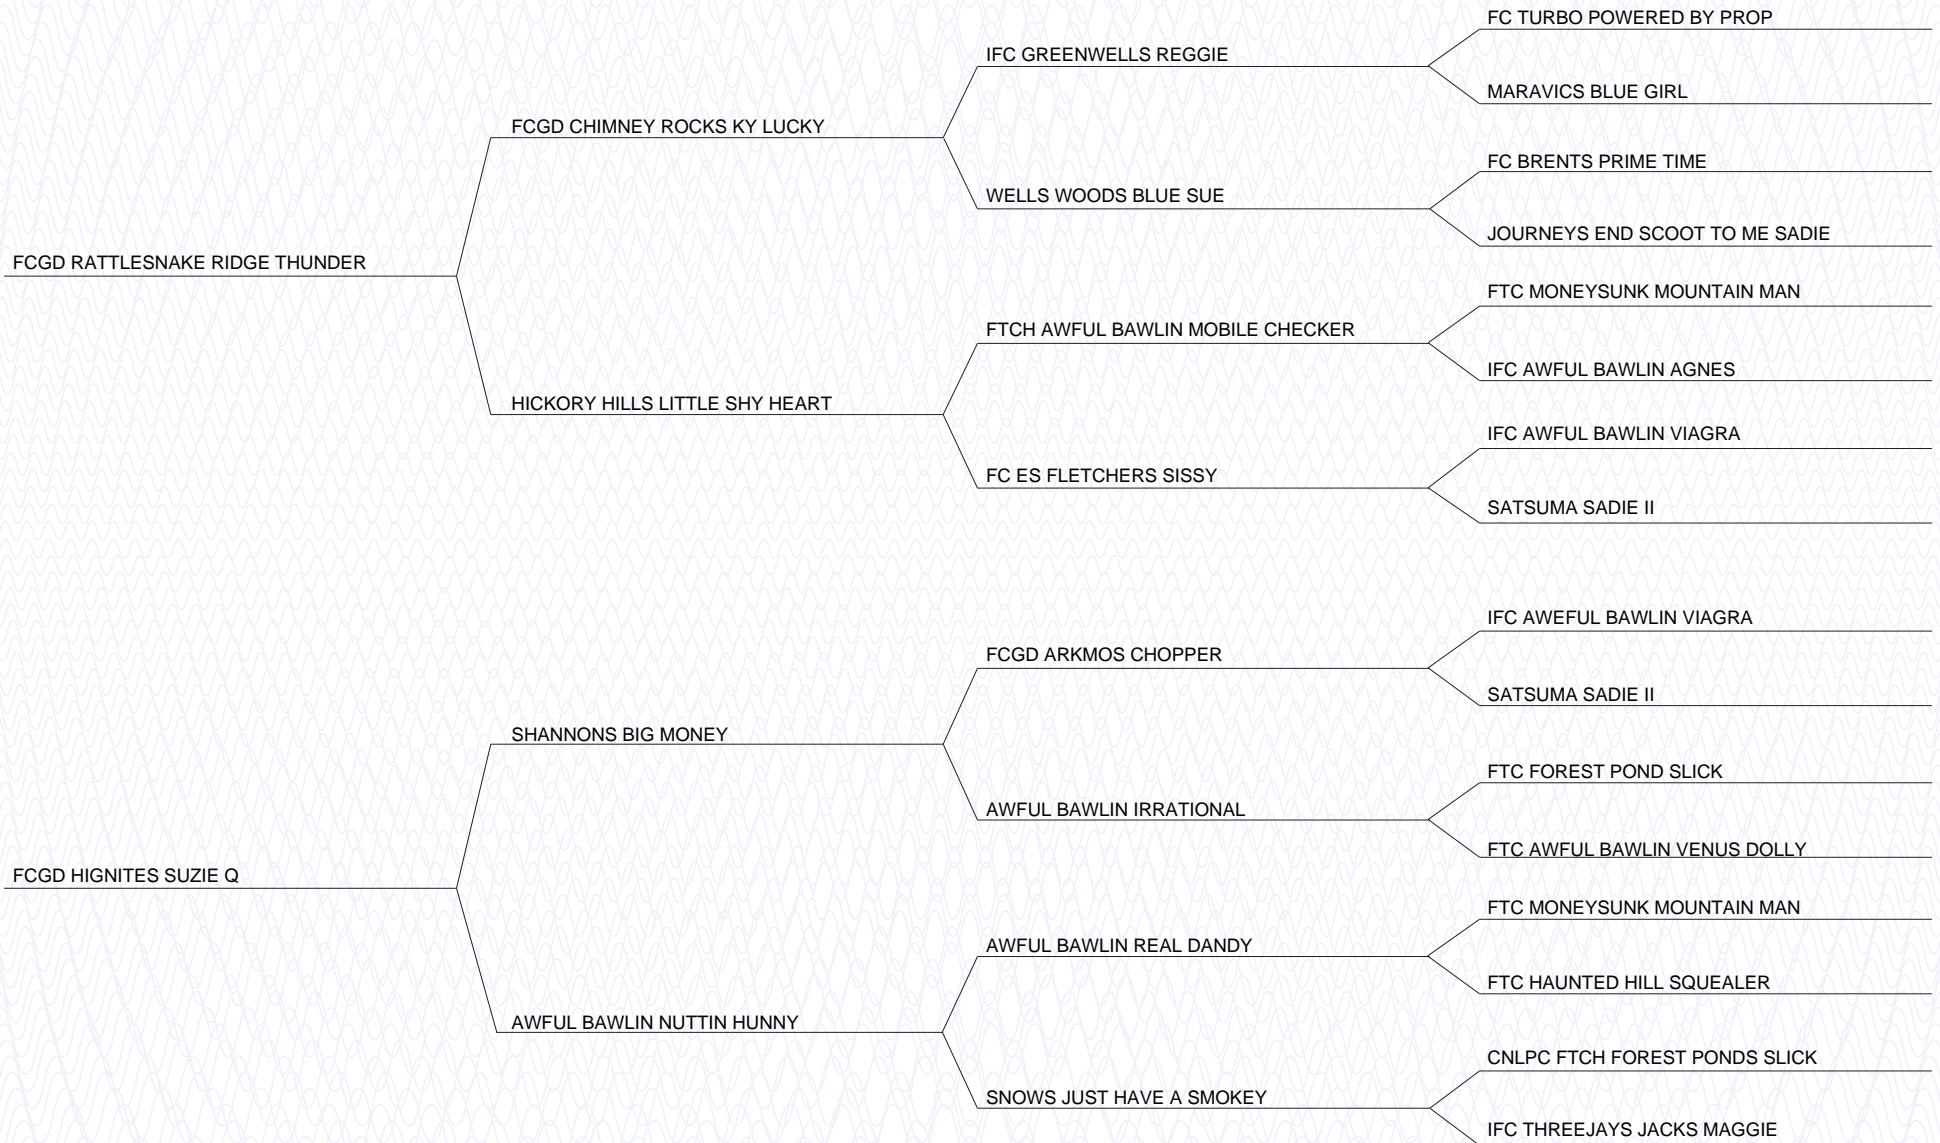 FC TURBO POWERED BY PROP
IFC GREENWELLS REGGIE
MARAVICS BLUE GIRL
FCGD CHIMNEY ROCKS KY LUCKY
FC BRENTS PRIME TIME
WELLS WOODS BLUE SUE
JOURNEYS END SCOOT TO ME SADIE
FCGD RATTLESNAKE RIDGE THUNDER
FTC MONEYSUNK MOUNTAIN MAN
FTCH AWFUL BAWLIN MOBILE CHECKER
IFC AWFUL BAWLIN AGNES
HICKORY HILLS LITTLE SHY HEART
IFC AWFUL BAWLIN VIAGRA
FC ES FLETCHERS SISSY
SATSUMA SADIE II
IFC AWEFUL BAWLIN VIAGRA
FCGD ARKMOS CHOPPER
SATSUMA SADIE II
SHANNONS BIG MONEY
FTC FOREST POND SLICK
AWFUL BAWLIN IRRATIONAL
FTC AWFUL BAWLIN VENUS DOLLY
FCGD HIGNITES SUZIE Q
FTC MONEYSUNK MOUNTAIN MAN
AWFUL BAWLIN REAL DANDY
FTC HAUNTED HILL SQUEALER
AWFUL BAWLIN NUTTIN HUNNY
CNLPC FTCH FOREST PONDS SLICK
SNOWS JUST HAVE A SMOKEY
IFC THREEJAYS JACKS MAGGIE